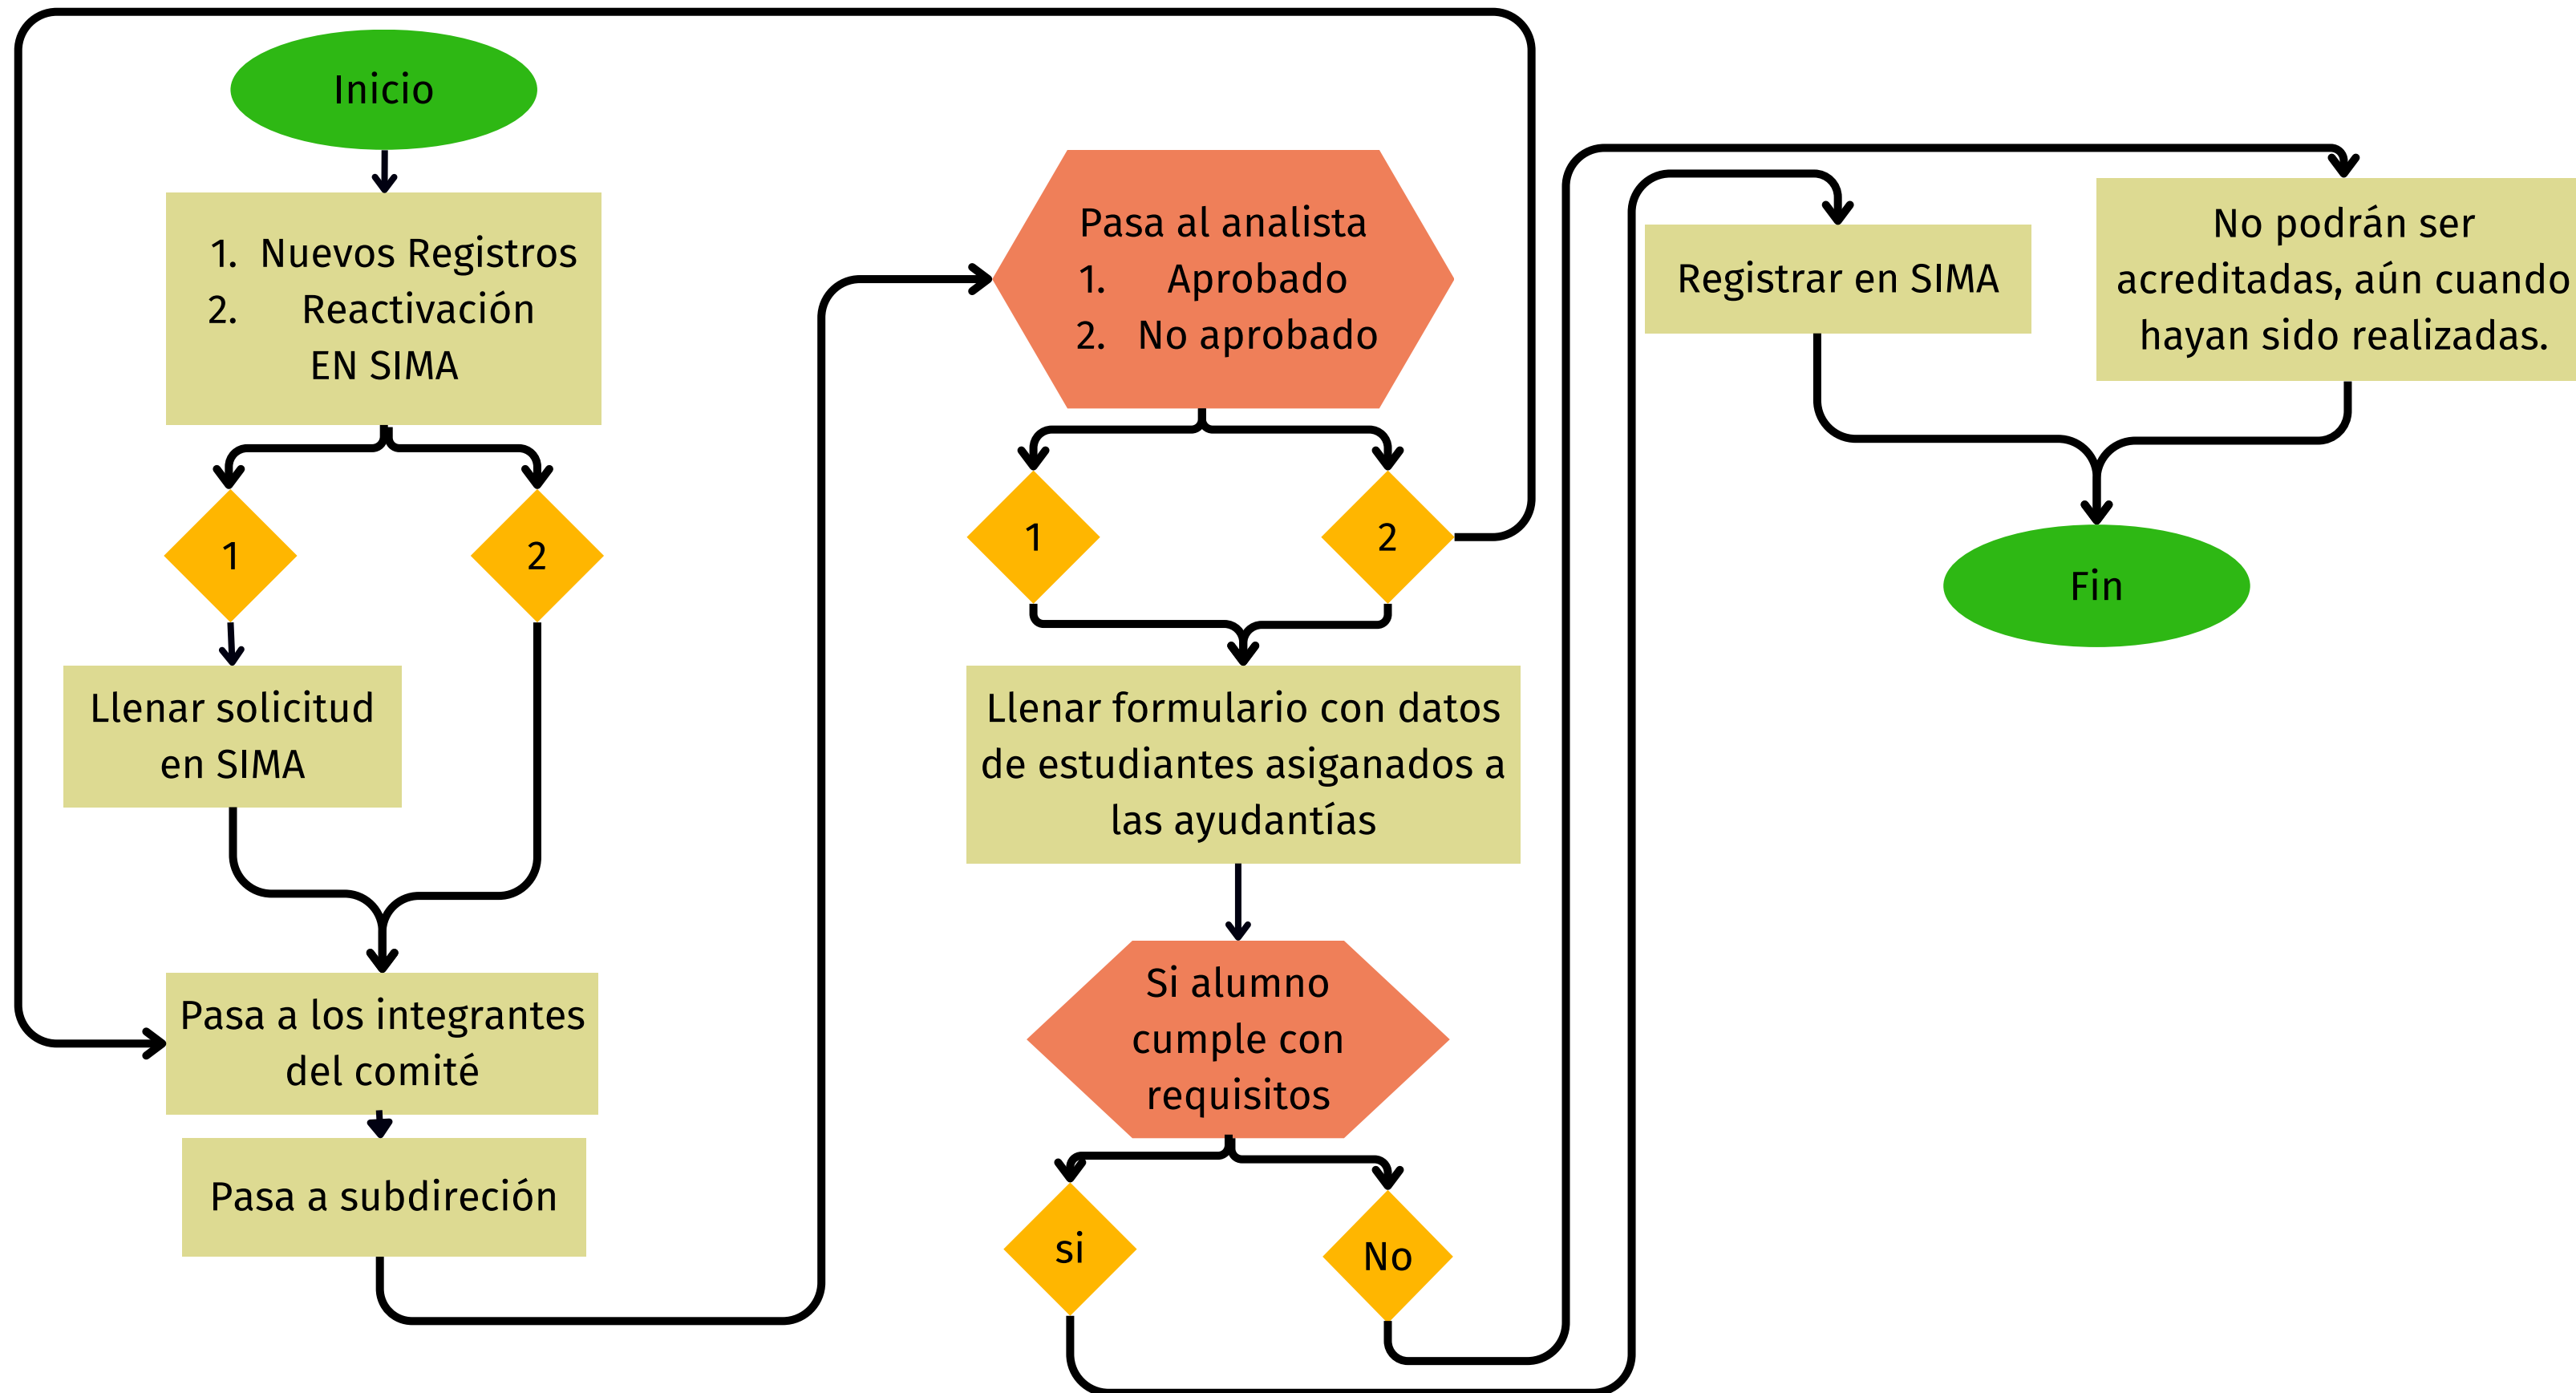 Inicio
1. Nuevos Registros
2. Reactivación
EN SIMA
1
2
Llenar solicitud
en SIMA
Pasa a los integrantes
del comité
Pasa a subdireción
Pasa al analista
1. Aprobado
2. No aprobado
1
2
Llenar formulario con datos
de estudiantes asiganados a
las ayudantías
Si alumno
cumple con
requisitos
si
No
Registrar en SIMA
No podrán ser
acreditadas, aún cuando
hayan sido realizadas.
Fin